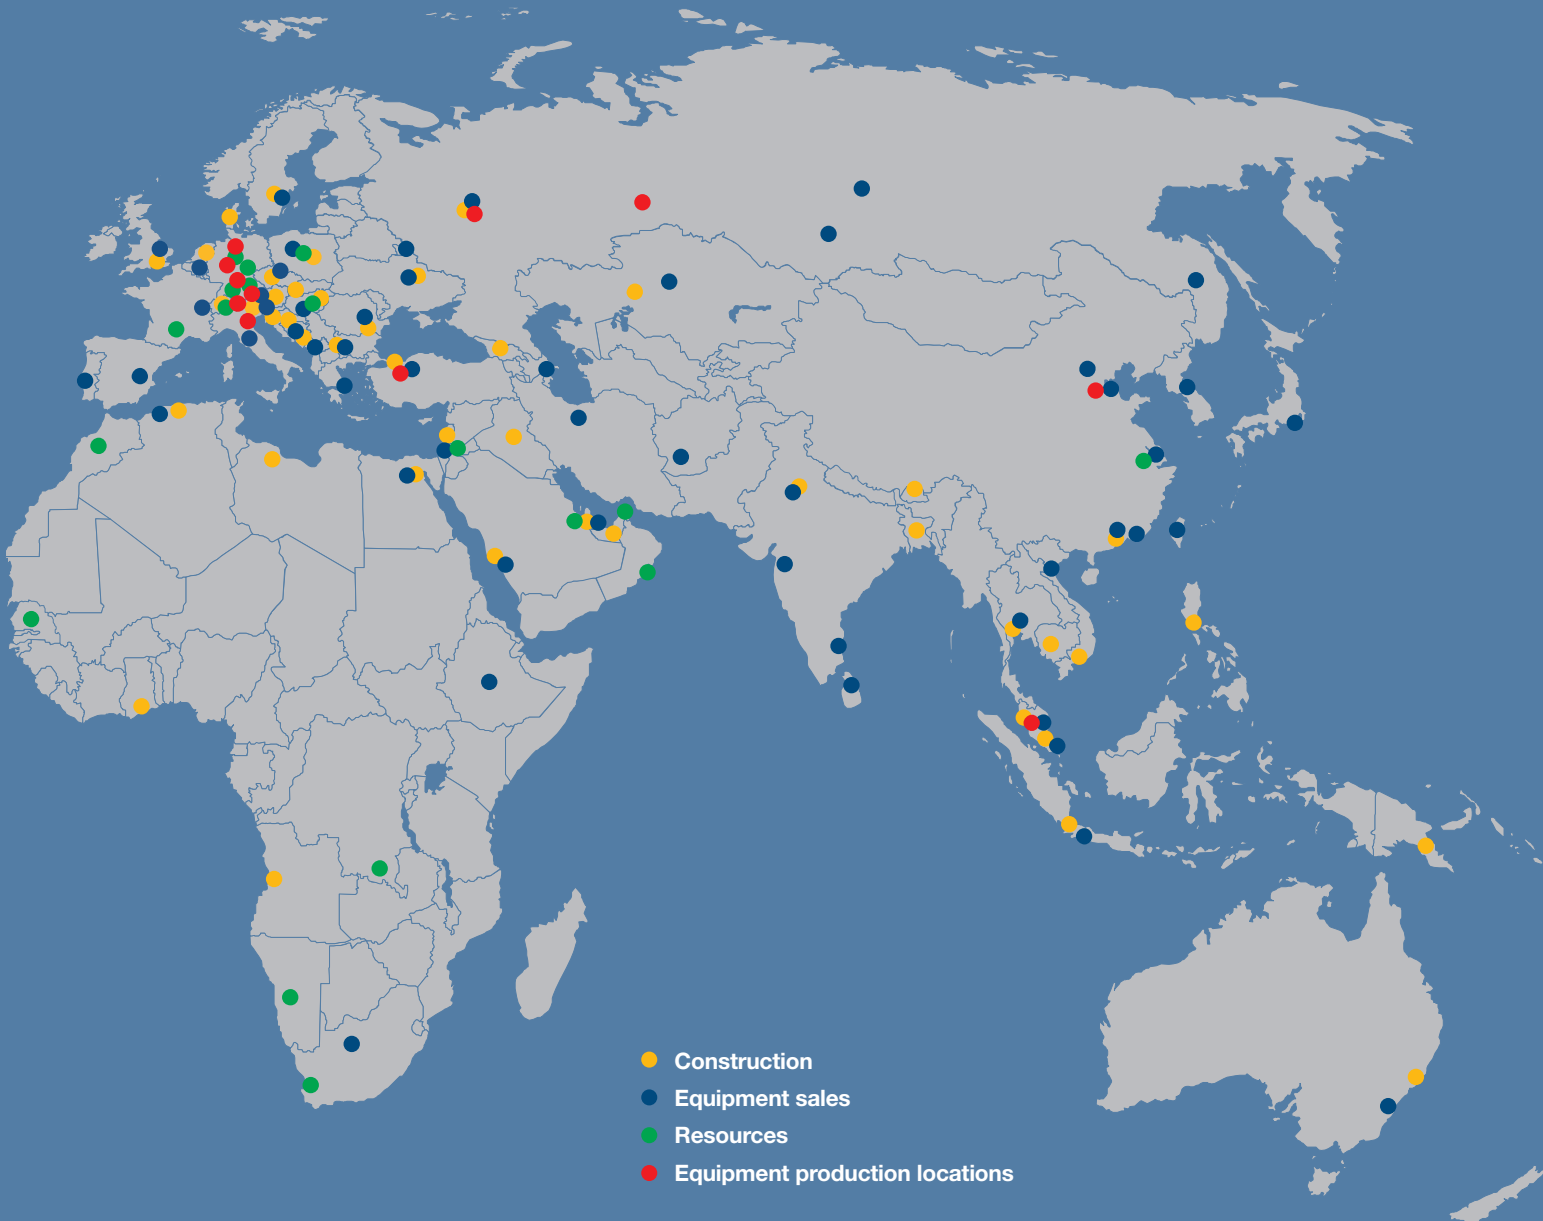 Construction
Equipment sales
Resources
Equipment production locations